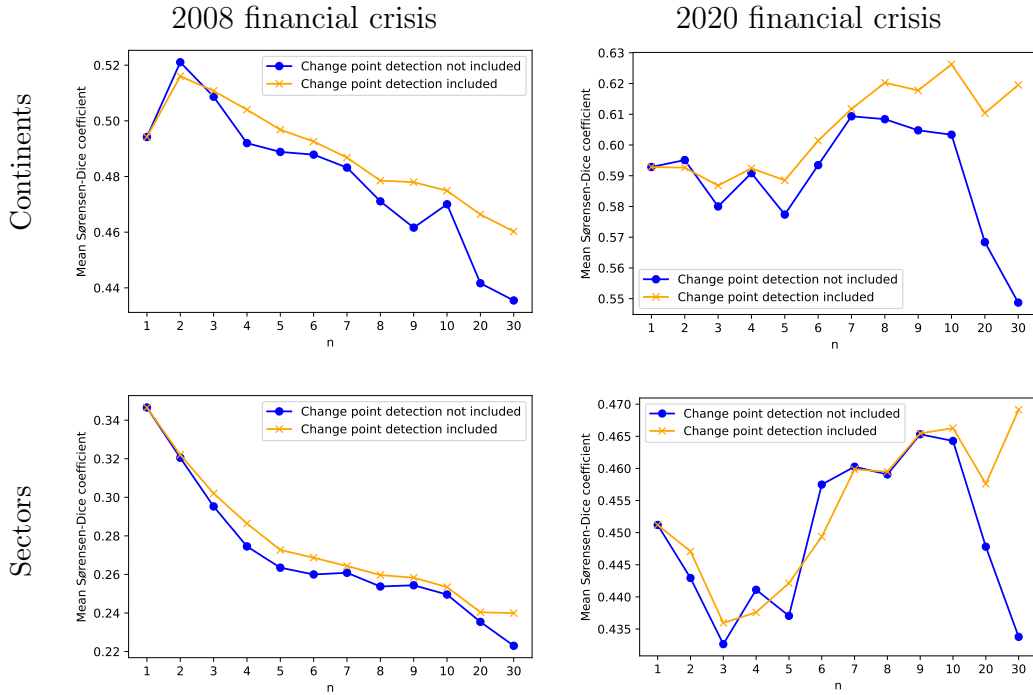 2008 financial crisis
2020 financial crisis
Continents
Mean Sørensen-Dice coefficient
0.52
0.50
0.48
0.46
0.44
Change point detection not included
Change point detection included
1 2 3 4 5 6 7 8 9 10 20 30
n
Mean Sørensen-Dice coefficient
0.63
0.62
0.61
0.60
0.59
0.58
0.57
0.56
0.55
Change point detection not included
Change point detection included
1 2 3 4 5 6 7 8 9 10 20 30
n
Sectors
Mean Sørensen-Dice coefficient
0.34
0.32
0.30
0.28
0.26
0.24
0.22
Change point detection not included
Change point detection included
1 2 3 4 5 6 7 8 9 10 20 30
n
Mean Sørensen-Dice coefficient
0.470
0.465
0.460
0.455
0.450
0.445
0.440
0.435
Change point detection not included
Change point detection included
1 2 3 4 5 6 7 8 9 10 20 30
n